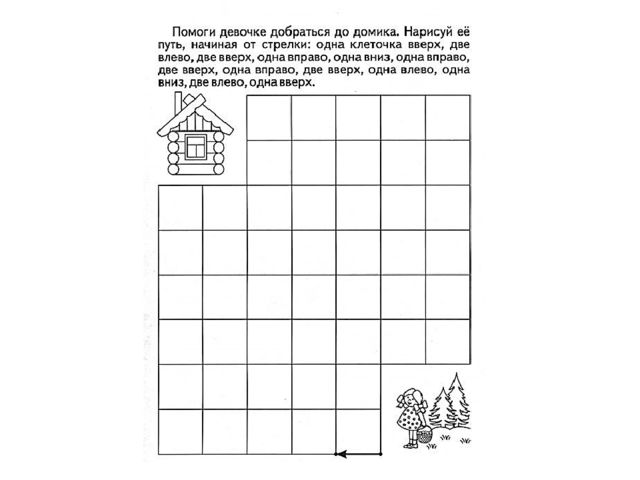 Помоги девочке добраться до домика. Нарисуй её
путь, начиная от стрелки: одна клеточка вверх, две
влево, две вверх, одна вправо, одна вниз, одна вправо,
две вверх, одна вправо, две вверх, одна влево, одна
вниз, две влево, одна вверх.